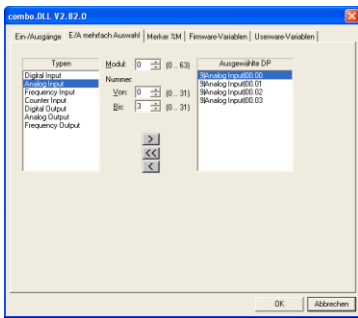 combo.DLL V2.82.0
Ein-/Ausgänge E/A mehrfach Auswahl Merker %M Firmware-Variablen Userware-Variablen
Typen
Digital Input
Analog Input
Frequency Input
Counter Input
Digital Output
Analog Output
Frequency Output
Modul: 0 (0 .. 63)
Nummer:
Von: 0 (0 .. 31)
Bis: 3 (0 .. 31)
>
<<
<
Ausgewählte DP
9|Analog Input|00.00
9|Analog Input|00.01
9|Analog Input|00.02
9|Analog Input|00.03
OK Abbrechen